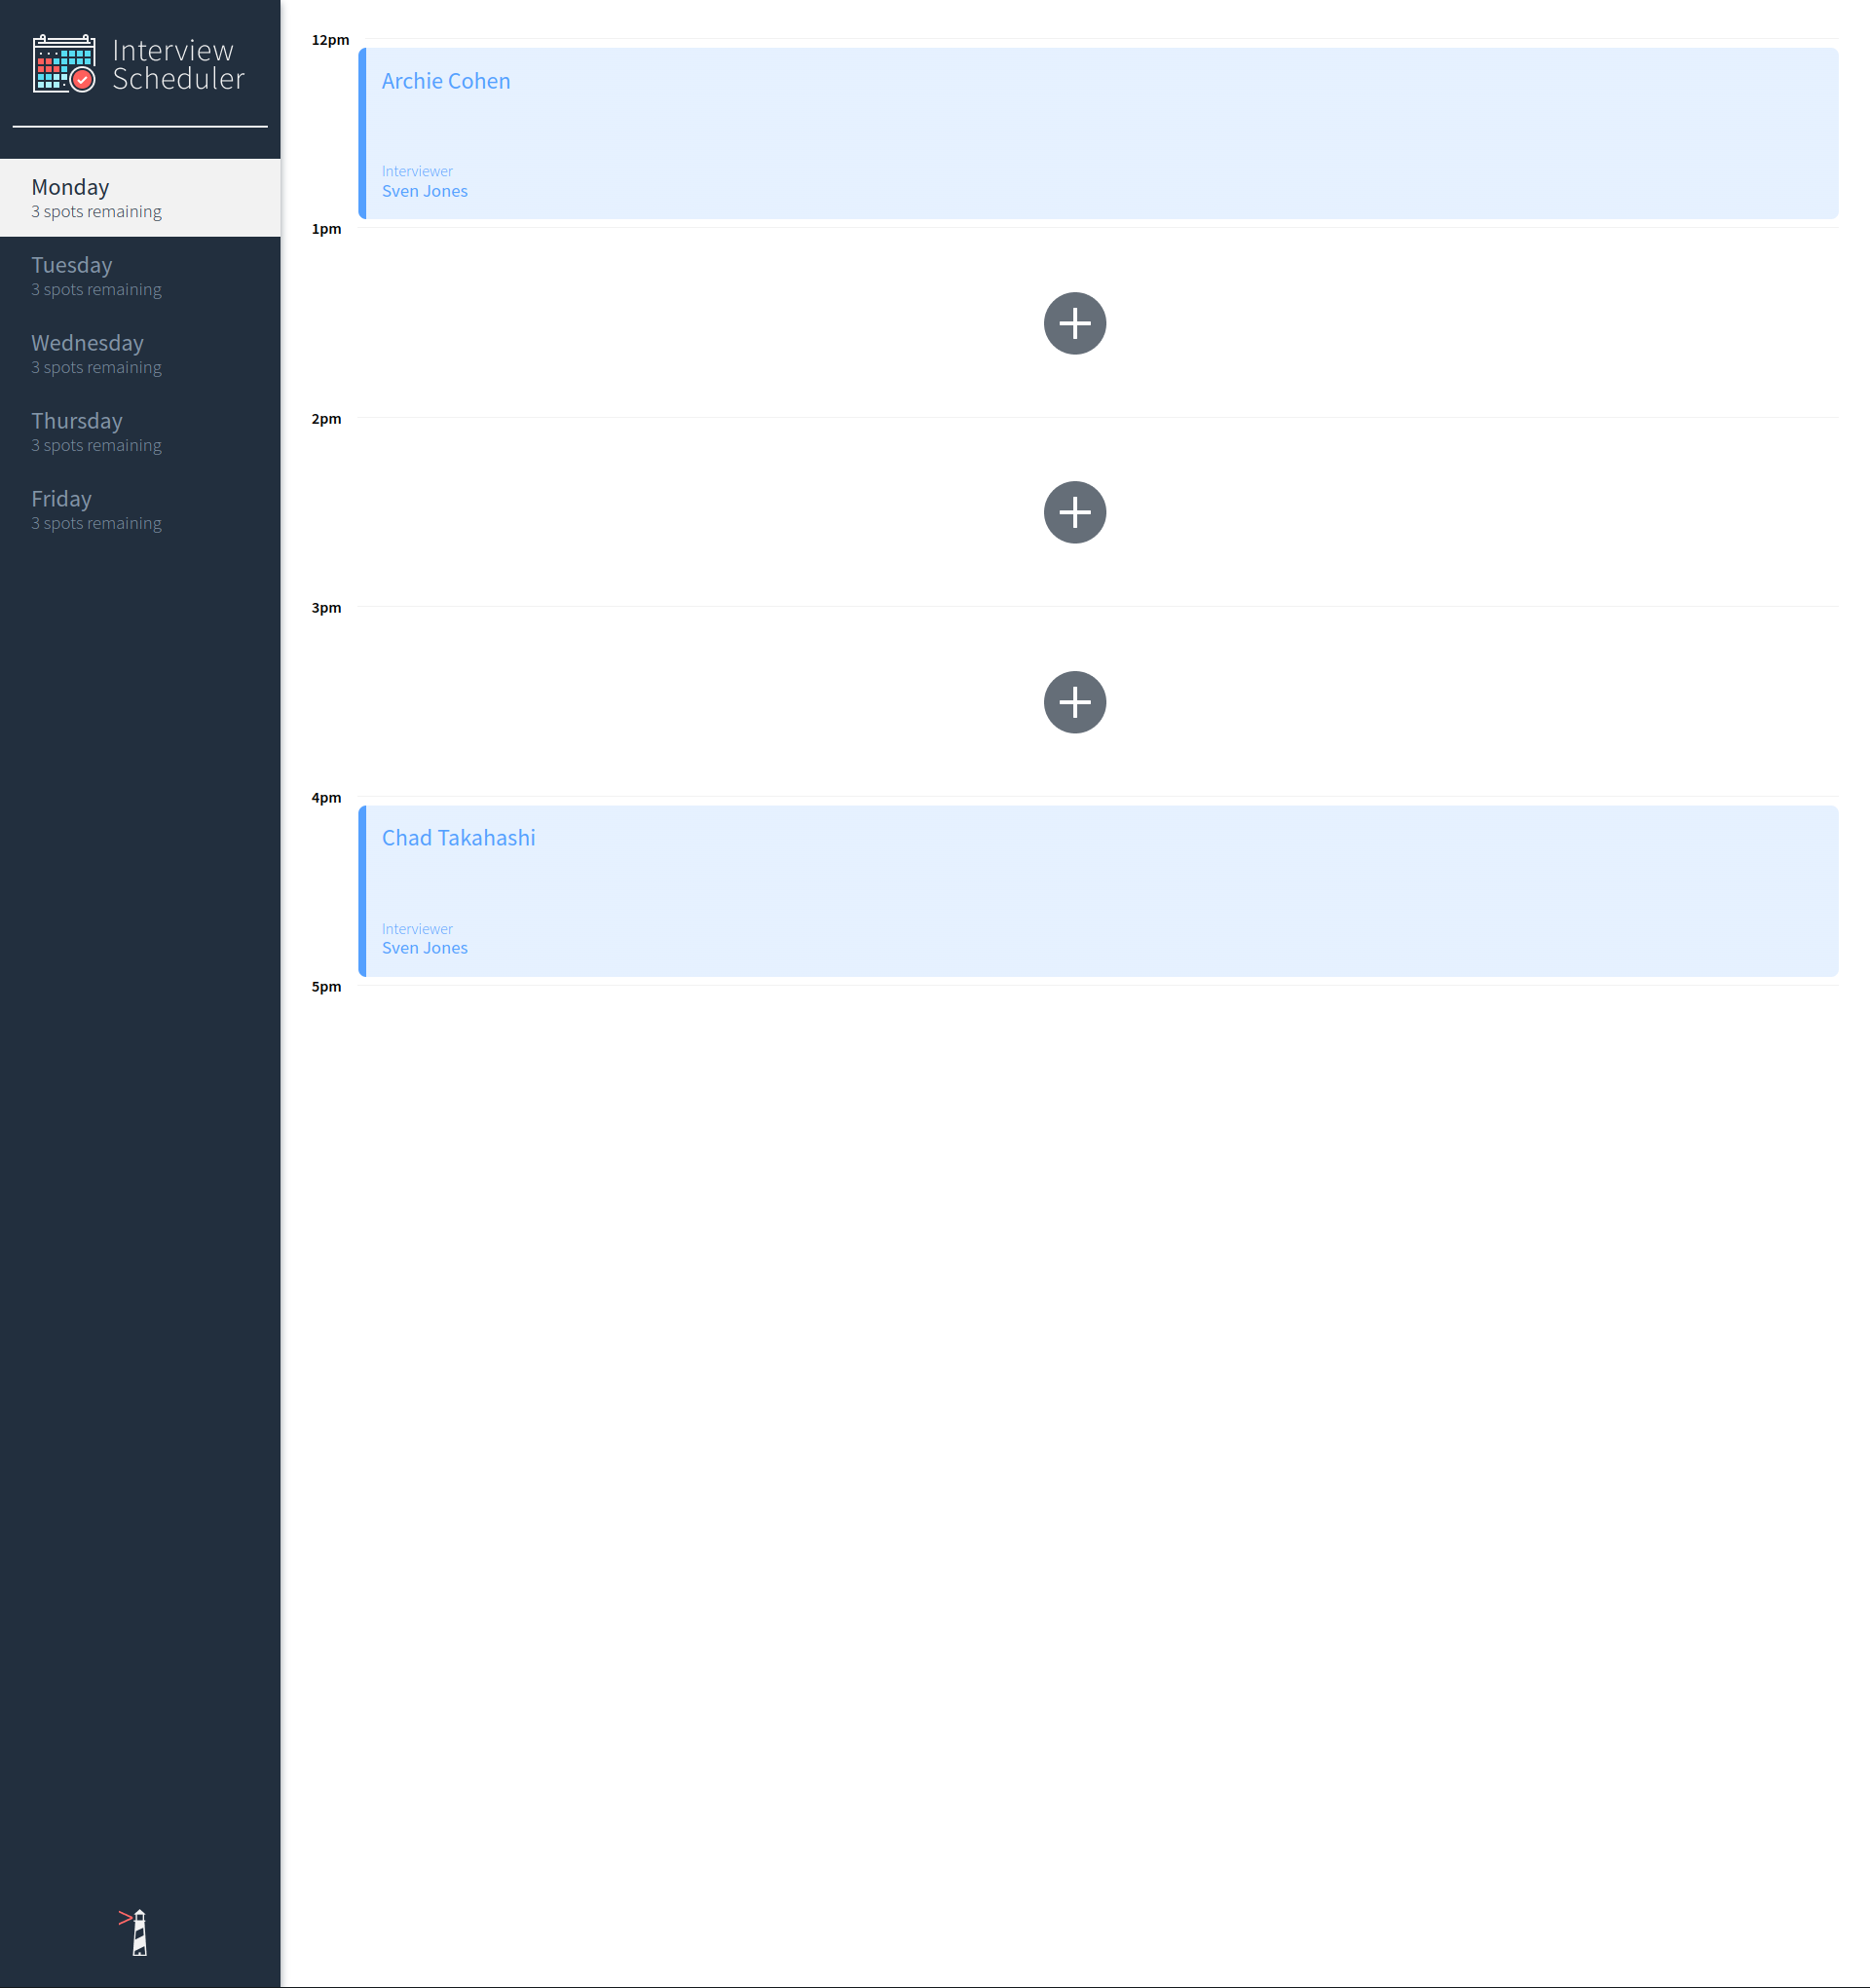 Interview
Scheduler
Monday
3 spots remaining
Tuesday
3 spots remaining
Wednesday
3 spots remaining
Thursday
3 spots remaining
Friday
3 spots remaining
12pm
Archie Cohen
Interviewer
Sven Jones
1pm
2pm
3pm
4pm
Chad Takahashi
Interviewer
Sven Jones
5pm